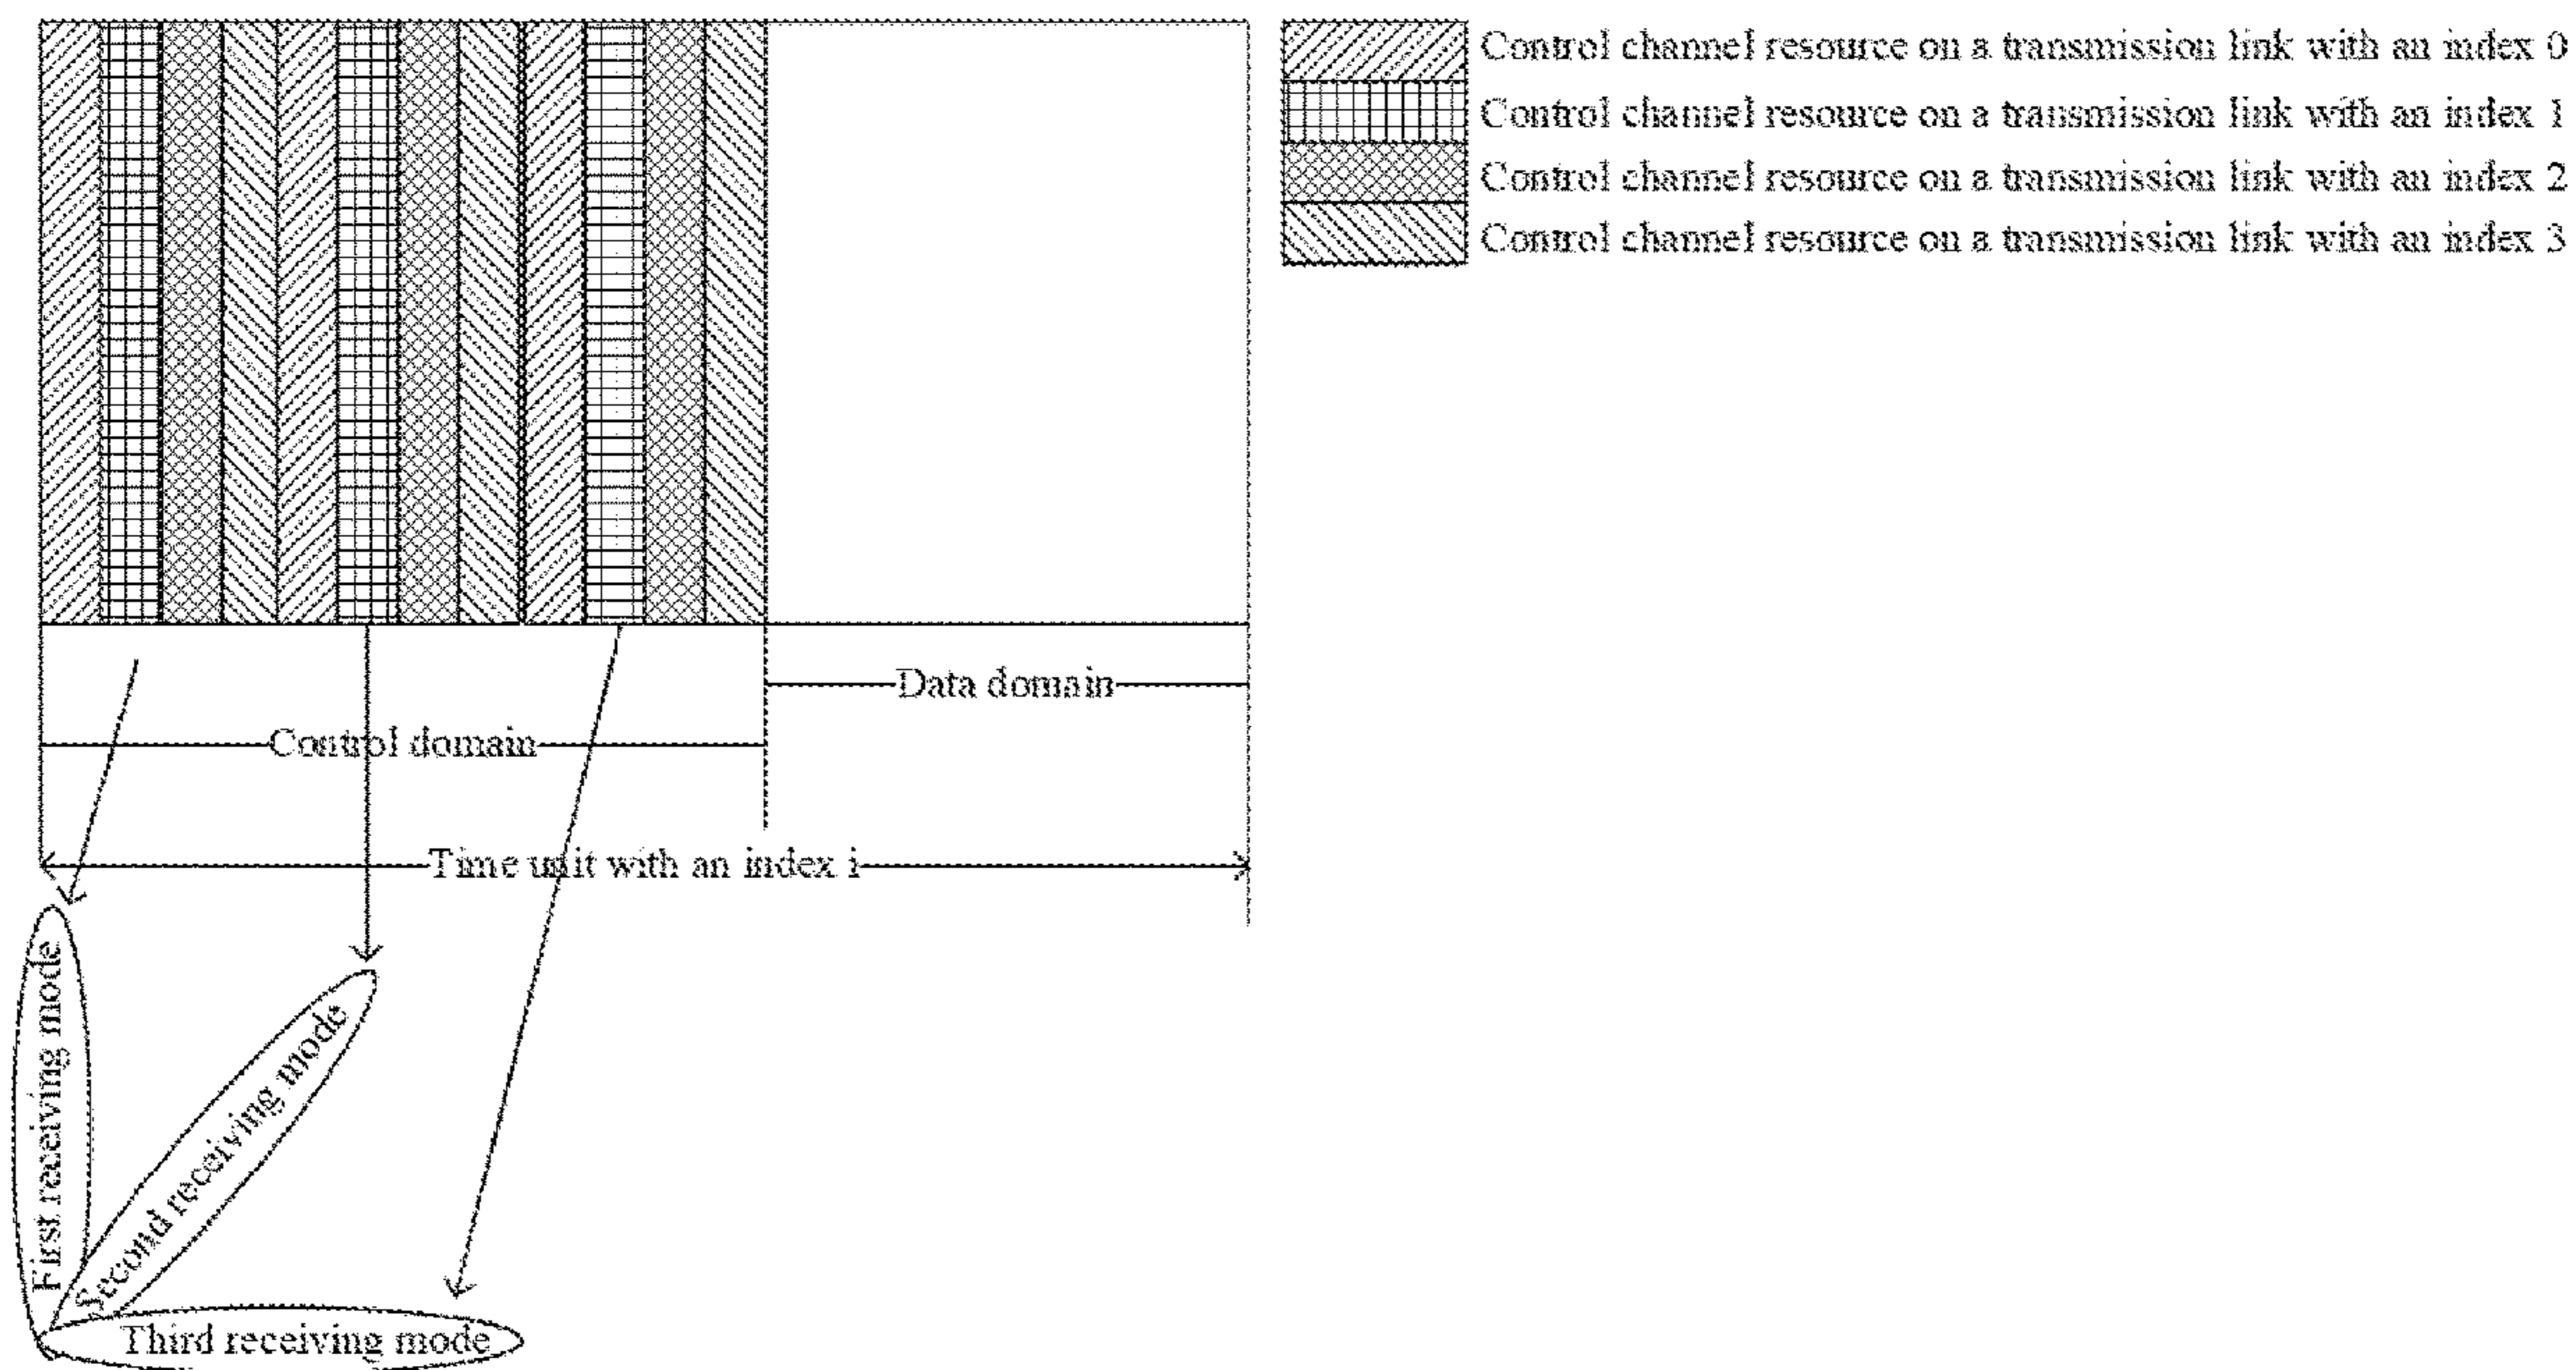 Control channel resource on a transmission link with an index 0
Control channel resource on a transmission link with an index 1
Control channel resource on a transmission link with an index 2
Control channel resource on a transmission link with an index 3
Data domain
Control domain
Time unit with an index i
First receiving mode
Second receiving mode
Third receiving mode